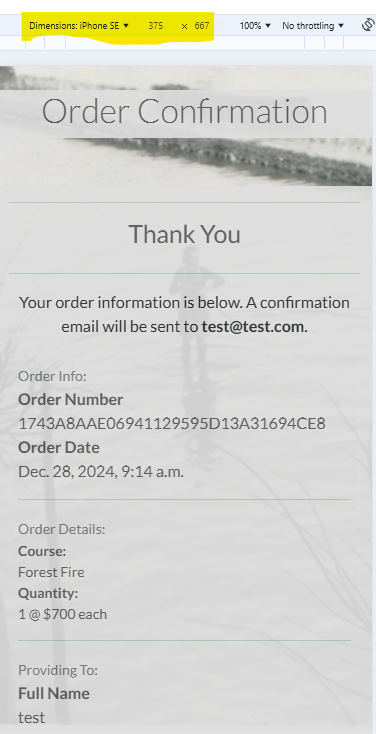 Dimensions: iPhone SE ▼ 375 × 667 100% ▼ No throttling ▼
Order Confirmation
Thank You
Your order information is below. A confirmation
email will be sent to test@test.com.
Order Info:
Order Number
1743A8AAE06941129595D13A31694CE8
Order Date
Dec. 28, 2024, 9:14 a.m.
Order Details:
Course:
Forest Fire
Quantity:
1 @ $700 each
Providing To:
Full Name
test